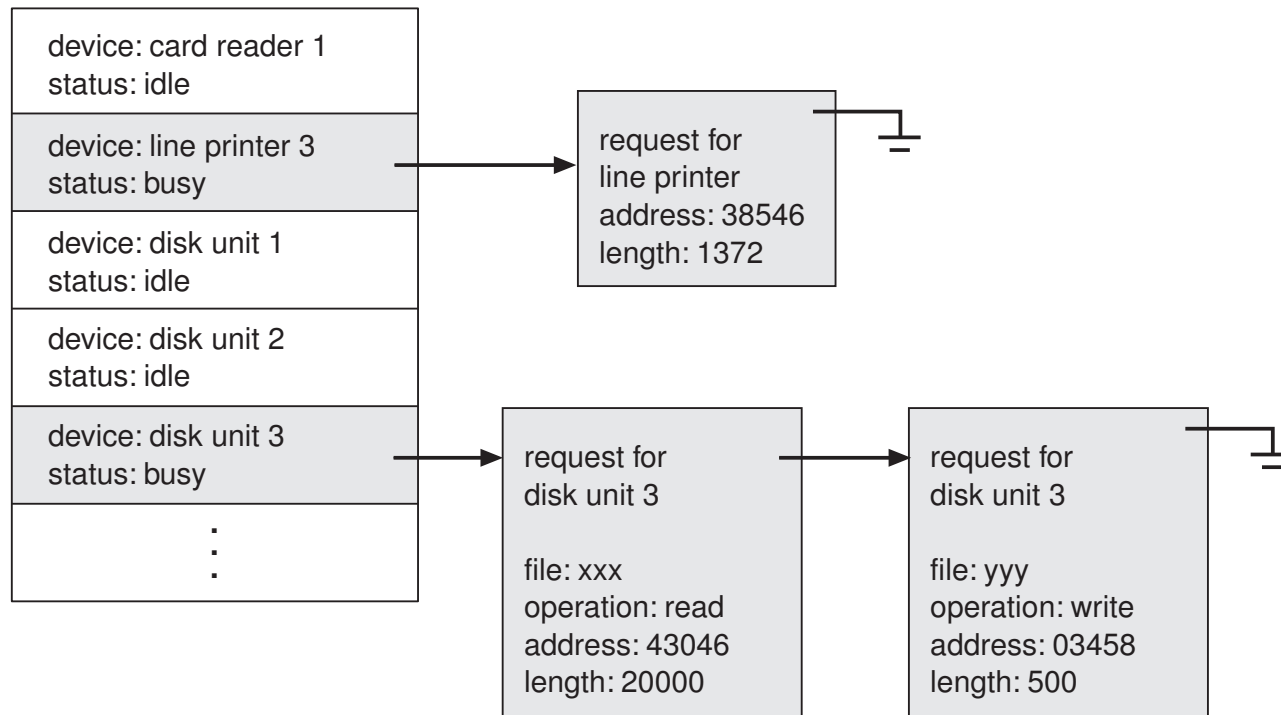 device: card reader 1
status: idle
device: line printer 3
status: busy
device: disk unit 1
status: idle
device: disk unit 2
status: idle
device: disk unit 3
status: busy
request for
line printer
address: 38546
length: 1372
request for
disk unit 3
file: xxx
operation: read
address: 43046
length: 20000
request for
disk unit 3
file: yyy
operation: write
address: 03458
length: 500